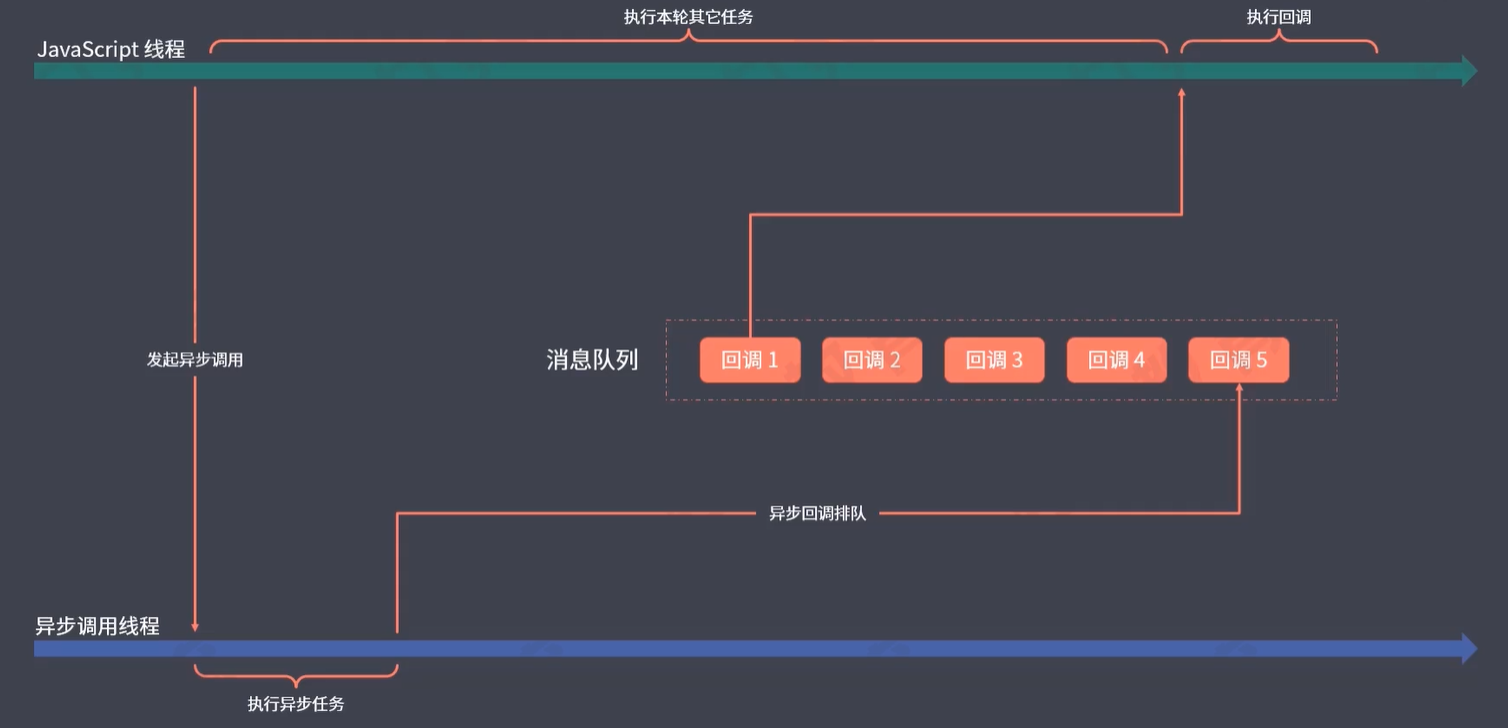 执行本轮其它任务
执行回调
JavaScript 线程
发起异步调用
消息队列
回调 1
回调 2
回调 3
回调 4
回调 5
异步回调排队
异步调用线程
执行异步任务